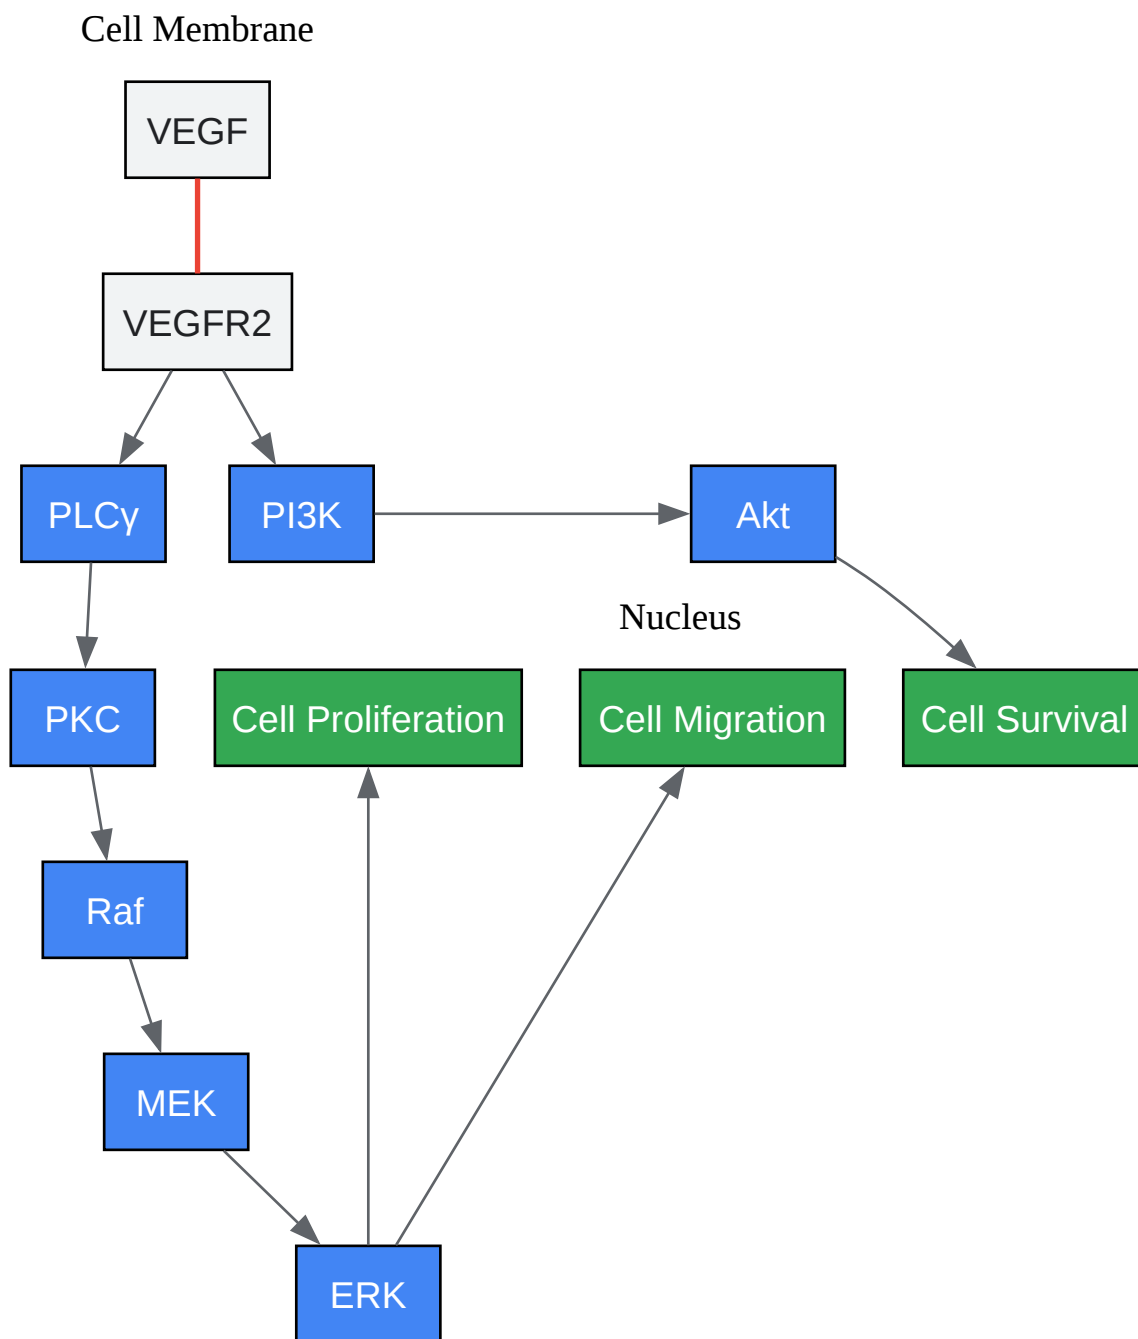 Cell Membrane
VEGF
VEGFR2
PLCγ
PI3K
Akt
Nucleus
PKC
Cell Proliferation
Cell Migration
Cell Survival
Raf
MEK
ERK